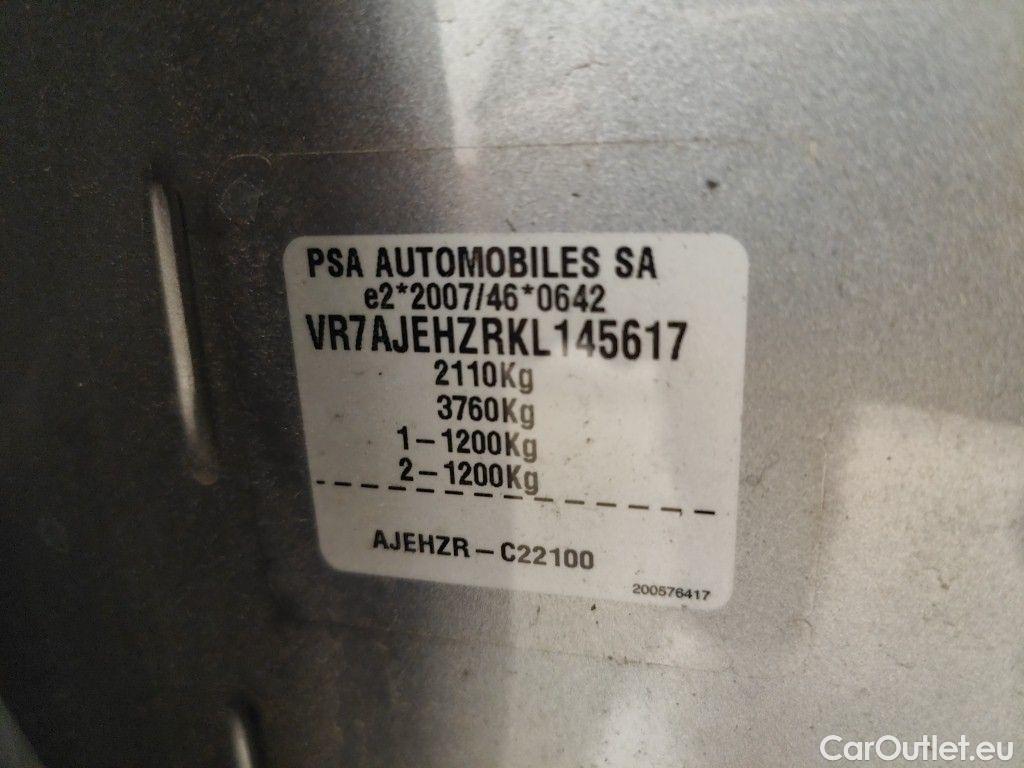 PSA AUTOMOBILES SA
e2*2007/46*0642
VR7AJEHZRKL145617
2110Kg
3760Kg
1-1200Kg
2-1200Kg
AJEHZR-C22100
200576417
CarOutlet.eu